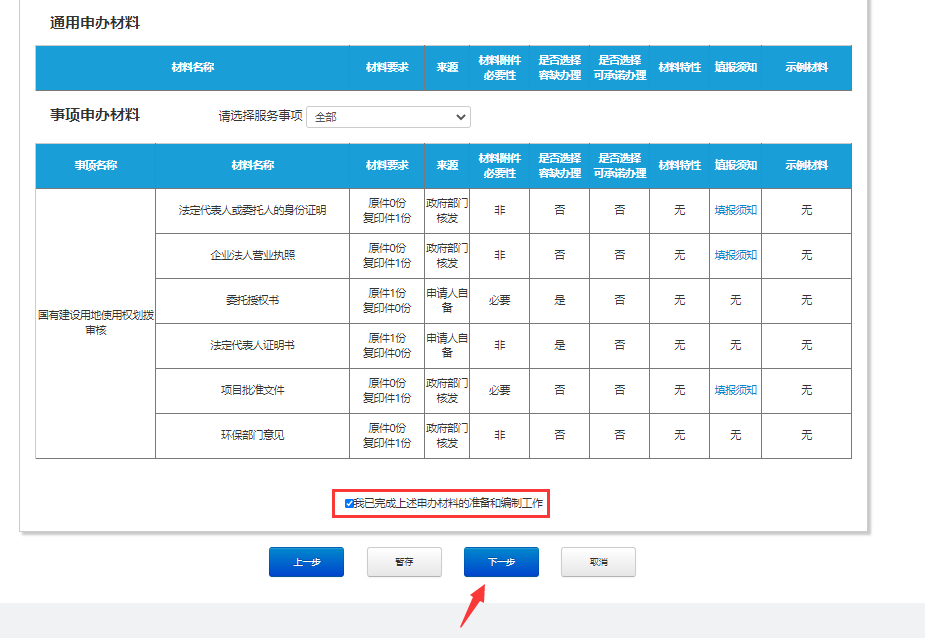 通用申办材料
材料名称 材料要求 来源 材料附件必要性 是否选择容缺办理 是否选择可承诺办理 材料特性 填报须知 示例材料
事项申办材料 请选择服务事项 全部
事项名称 材料名称 材料要求 来源 材料附件必要性 是否选择容缺办理 是否选择可承诺办理 材料特性 填报须知 示例材料
国有建设用地使用权划拨审核
法定代表人或委托人的身份证明 原件0份 复印件1份 政府部门核发 非 否 否 无 填报须知 无
企业法人营业执照 原件0份 复印件1份 政府部门核发 非 否 否 无 填报须知 无
委托授权书 原件1份 复印件0份 申请人自备 必要 是 否 无 无 无
法定代表人证明书 原件1份 复印件0份 申请人自备 非 是 否 无 无 无
项目批准文件 原件0份 复印件1份 政府部门核发 必要 否 否 无 填报须知 无
环保部门意见 原件0份 复印件1份 政府部门核发 非 否 否 无 无 无
我已完成上述申办材料的准备和编制工作
上一步 暂存 下一步 取消